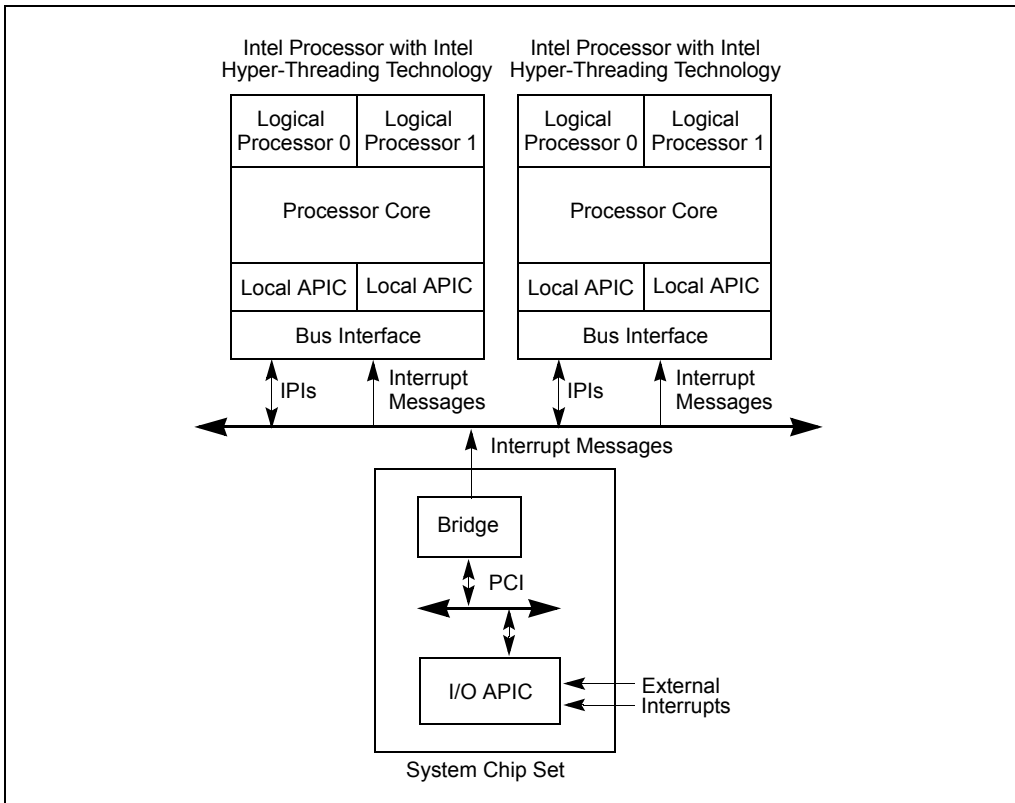 Intel Processor with Intel
Hyper-Threading Technology
Intel Processor with Intel
Hyper-Threading Technology
Logical
Processor 0
Logical
Processor 1
Logical
Processor 0
Logical
Processor 1
Processor Core
Processor Core
Local APIC
Local APIC
Local APIC
Local APIC
Bus Interface
Bus Interface
IPIs
Interrupt
Messages
IPIs
Interrupt
Messages
Interrupt Messages
Bridge
PCI
I/O APIC
External
Interrupts
System Chip Set